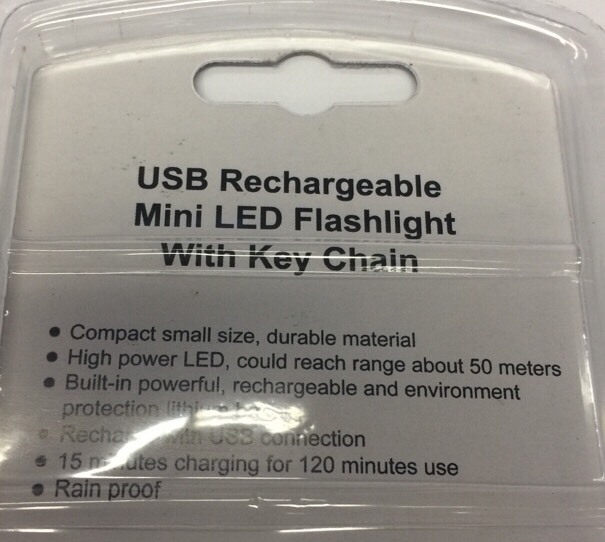 USB Rechargeable
Mini LED Flashlight
With Key Chain
• Compact small size, durable material
• High power LED, could reach range about 50 meters
• Built-in powerful, rechargeable and environment
protection
• with USB connection
• 15 minutes charging for 120 minutes use
• Rain proof